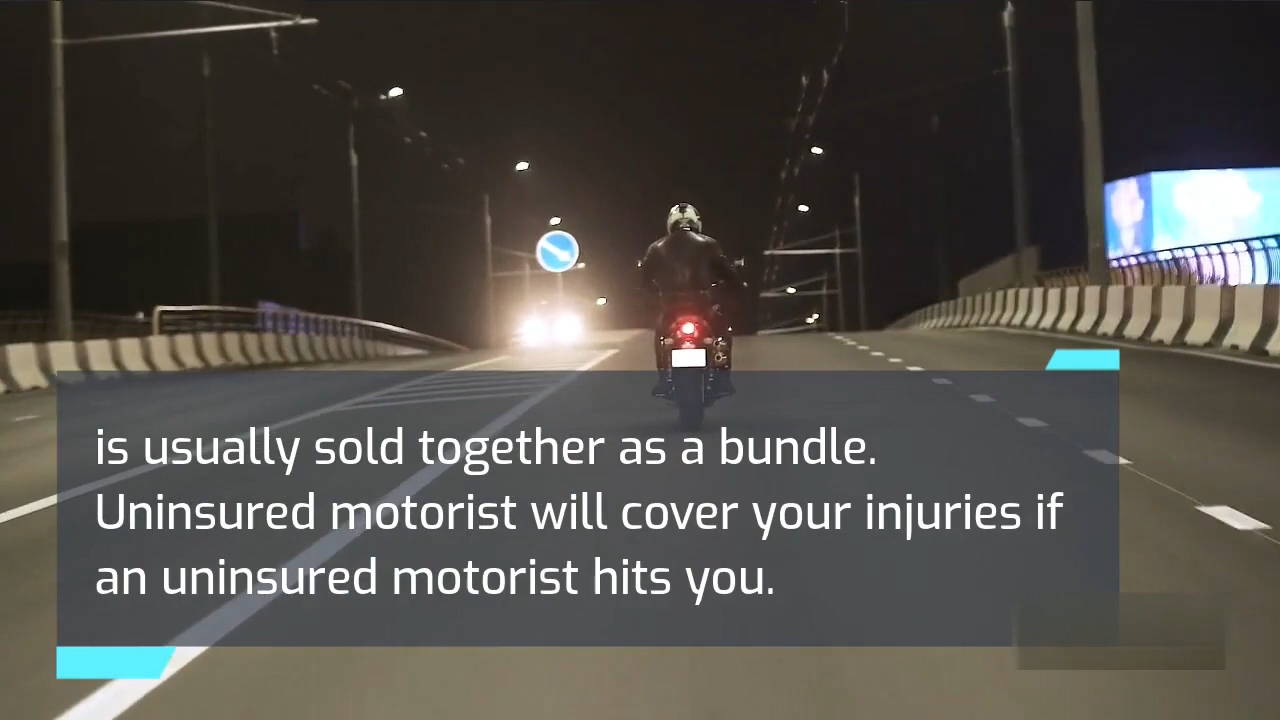 is usually sold together as a bundle.
Uninsured motorist will cover your injuries if
an uninsured motorist hits you.